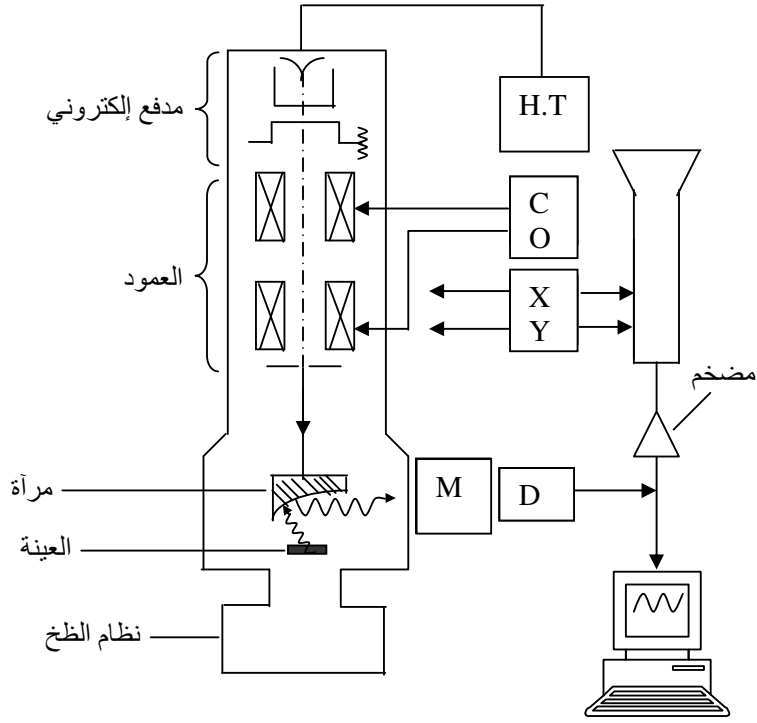 مدفع إلكتروني
H.T
C
O
العمود
X
Y
مضخم
M
D
مرآة
العينة
نظام الظخ